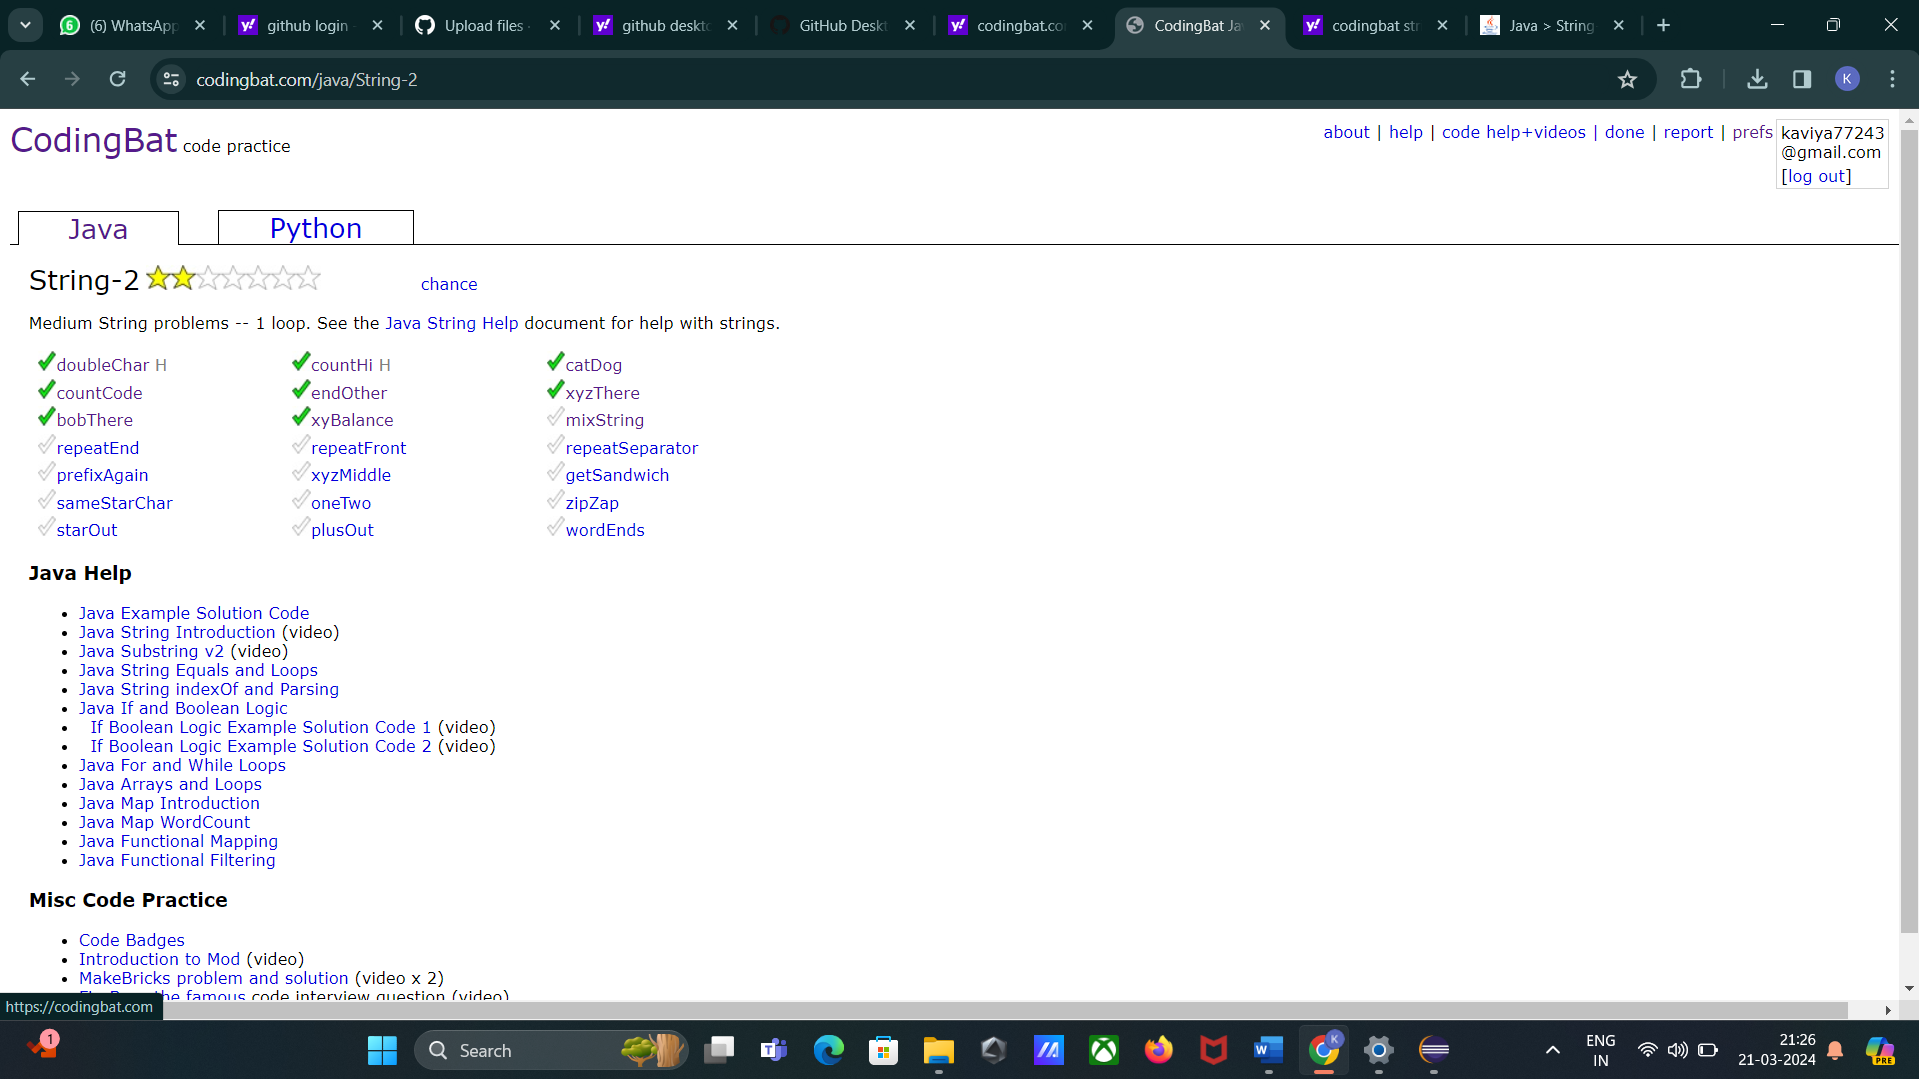 6 (6) WhatsApp
github login
Upload files ·
github deskto
GitHub Deskt
codingbat.co
CodingBat Ja
codingbat str
Java > String
codingbat.com/java/String-2
K
CodingBat code practice
about | help | code help+videos | done | report | prefs
kaviya77243
@gmail.com
[log out]
Java
Python
String-2
chance
Medium String problems -- 1 loop. See the Java String Help document for help with strings.
doubleChar H countHi H catDog
countCode endOther xyzThere
bobThere xyBalance mixString
repeatEnd repeatFront repeatSeparator
prefixAgain xyzMiddle getSandwich
sameStarChar oneTwo zipZap
starOut plusOut wordEnds
Java Help
• Java Example Solution Code
• Java String Introduction (video)
• Java Substring v2 (video)
• Java String Equals and Loops
• Java String indexOf and Parsing
• Java If and Boolean Logic
• If Boolean Logic Example Solution Code 1 (video)
• If Boolean Logic Example Solution Code 2 (video)
• Java For and While Loops
• Java Arrays and Loops
• Java Map Introduction
• Java Map WordCount
• Java Functional Mapping
• Java Functional Filtering
Misc Code Practice
• Code Badges
• Introduction to Mod (video)
• MakeBricks problem and solution (video x 2)
the famous code interview question (video)
https://codingbat.com
1
Search
K
ENG
IN
21:26
21-03-2024
PRE